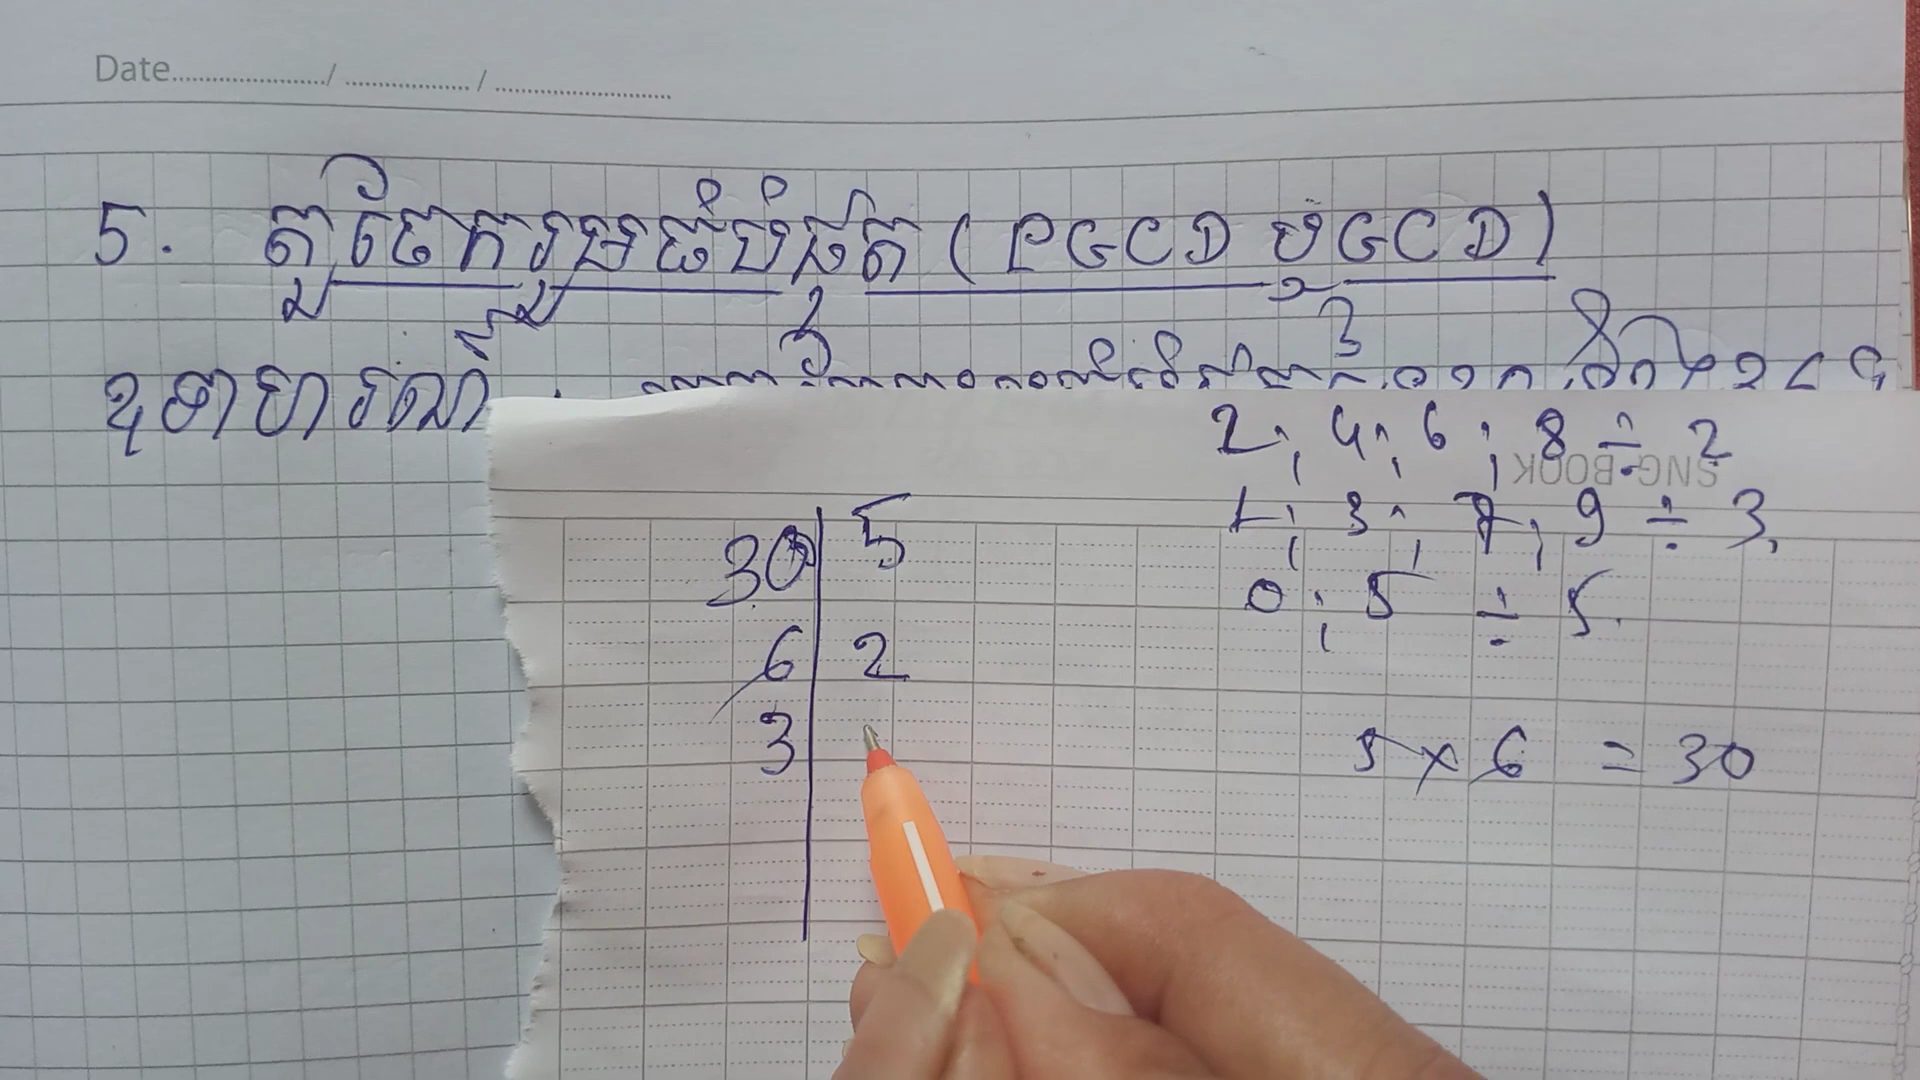 Date
5. តួចែករួមធំបំផុត (PGCD ឬ GCD)
ឧទាហរណ៍ :
2; 4; 6; 8 ÷ 2
SNG-BOOK
1; 3; 7; 9 ÷ 3,
0; 5 ÷ 5.
30 5
6 2
3
5 × 6 = 30